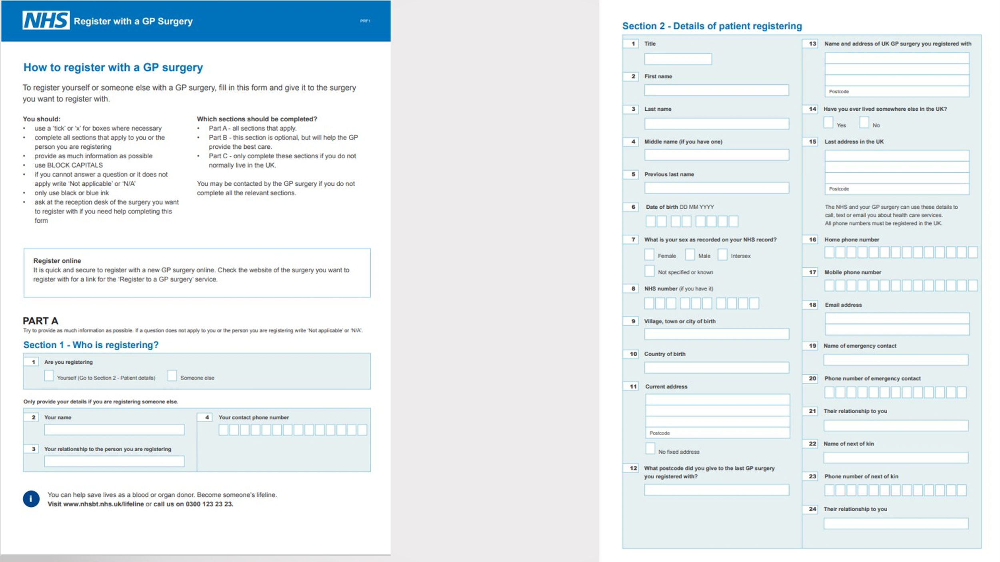 NHS Register with a GP Surgery
PRF1
How to register with a GP surgery
To register yourself or someone else with a GP surgery, fill in this form and give it to the surgery
you want to register with.
You should:
• use a ‘tick’ or ‘x’ for boxes where necessary
• complete all sections that apply to you or the
person you are registering
• provide as much information as possible
• use BLOCK CAPITALS
• if you cannot answer a question or it does not
apply write ‘Not applicable’ or ‘N/A’
• only use black or blue ink
• ask at the reception desk of the surgery you want
to register with if you need help completing this
form
Which sections should be completed?
• Part A - all sections that apply.
• Part B - this section is optional, but will help the GP
provide the best care.
• Part C - only complete these sections if you do not
normally live in the UK.
You may be contacted by the GP surgery if you do not
complete all the relevant sections.
Register online
It is quick and secure to register with a new GP surgery online. Check the website of the surgery you want to
register with for a link for the ‘Register to a GP surgery’ service.
PART A
Try to provide as much information as possible. If a question does not apply to you or the person you are registering write ‘Not applicable’ or ‘N/A’.
Section 1 - Who is registering?
1 Are you registering
Yourself (Go to Section 2 - Patient details) Someone else
Only provide your details if you are registering someone else.
2 Your name
3 Your relationship to the person you are registering
4 Your contact phone number
i
You can help save lives as a blood or organ donor. Become someone’s lifeline.
Visit www.nhsbt.nhs.uk/lifeline or call us on 0300 123 23 23.
Section 2 - Details of patient registering
1 Title
2 First name
3 Last name
4 Middle name (if you have one)
5 Previous last name
6 Date of birth DD MM YYYY
7 What is your sex as recorded on your NHS record?
Female Male Intersex
Not specified or known
8 NHS number (if you have it)
9 Village, town or city of birth
10 Country of birth
11 Current address
Postcode
No fixed address
12 What postcode did you give to the last GP surgery
you registered with?
13 Name and address of UK GP surgery you registered with
Postcode
14 Have you ever lived somewhere else in the UK?
Yes No
15 Last address in the UK
Postcode
The NHS and your GP surgery can use these details to
call, text or email you about health care services.
All phone numbers must be registered in the UK.
16 Home phone number
17 Mobile phone number
18 Email address
19 Name of emergency contact
20 Phone number of emergency contact
21 Their relationship to you
22 Name of next of kin
23 Phone number of next of kin
24 Their relationship to you